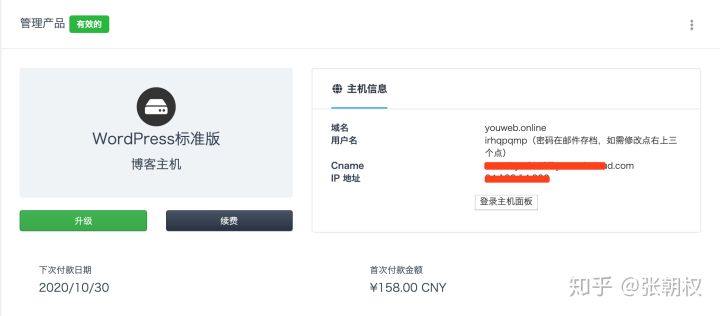 管理产品 有效的
WordPress标准版
博客主机
升级
续费
主机信息
域名 youweb.online
用户名 irhqpqmp（密码在邮件存档，如需修改点右上三
个点）
Cname .com
IP 地址
登录主机面板
下次付款日期
2020/10/30
首次付款金额
¥158.00 CNY
知乎 @张朝权